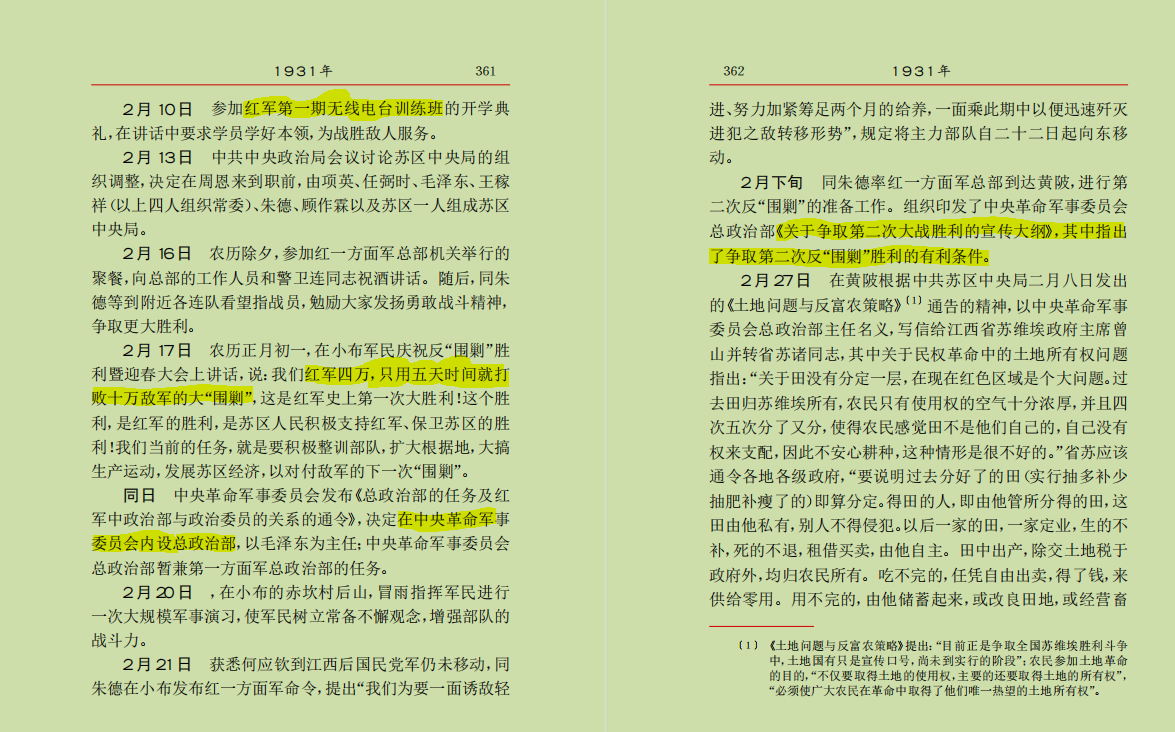 1931年 361
2月10日 参加红军第一期无线电台训练班的开学典
礼,在讲话中要求学员学好本领,为战胜敌人服务。
2月13日 中共中央政治局会议讨论苏区中央局的组
织调整,决定在周恩来到职前,由项英、任弼时、毛泽东、王稼
祥(以上四人组织常委)、朱德、顾作霖以及苏区一人组成苏区
中央局。
2月16日 农历除夕,参加红一方面军总部机关举行的
聚餐,向总部的工作人员和警卫连同志祝酒讲话。随后,同朱
德等到附近各连队看望指战员,勉励大家发扬勇敢战斗精神,
争取更大胜利。
2月17日 农历正月初一,在小布军民庆祝反“围剿”胜
利暨迎春大会上讲话,说:我们红军四万,只用五天时间就打
败十万敌军的大“围剿”,这是红军史上第一次大胜利!这个胜
利,是红军的胜利,是苏区人民积极支持红军、保卫苏区的胜
利!我们当前的任务,就是要积极整训部队,扩大根据地,大搞
生产运动,发展苏区经济,以对付敌军的下一次“围剿”。
同日 中央革命军事委员会发布《总政治部的任务及红
军中政治部与政治委员的关系的通令》,决定在中央革命军事
委员会内设总政治部,以毛泽东为主任;中央革命军事委员会
总政治部暂兼第一方面军总政治部的任务。
2月20日 ,在小布的赤坎村后山,冒雨指挥军民进行
一次大规模军事演习,使军民树立常备不懈观念,增强部队的
战斗力。
2月21日 获悉何应钦到江西后国民党军仍未移动,同
朱德在小布发布红一方面军命令,提出“我们为要一面诱敌轻
362 1931年
进、努力加紧筹足两个月的给养,一面乘此期中以便迅速歼灭
进犯之敌转移形势”,规定将主力部队自二十二日起向东移
动。
2月下旬 同朱德率红一方面军总部到达黄陂,进行第
二次反“围剿”的准备工作。组织印发了中央革命军事委员会
总政治部《关于争取第二次大战胜利的宣传大纲》,其中指出
了争取第二次反“围剿”胜利的有利条件。
2月27日 在黄陂根据中共苏区中央局二月八日发出
的《土地问题与反富农策略》〔1〕通告的精神,以中央革命军事
委员会总政治部主任名义,写信给江西省苏维埃政府主席曾
山并转省苏诸同志,其中关于民权革命中的土地所有权问题
指出:“关于田没有分定一层,在现在红色区域是个大问题。过
去田归苏维埃所有,农民只有使用权的空气十分浓厚,并且四
次五次分了又分,使得农民感觉田不是他们自己的,自己没有
权来支配,因此不安心耕种,这种情形是很不好的。”省苏应该
通令各地各级政府,“要说明过去分好了的田(实行抽多补少
抽肥补瘦了的)即算分定。得田的人,即由他管所分得的田,这
田由他私有,别人不得侵犯。以后一家的田,一家定业,生的不
补,死的不退,租借买卖,由他自主。田中出产,除交土地税于
政府外,均归农民所有。吃不完的,任凭自由出卖,得了钱,来
供给零用。用不完的,由他储蓄起来,或改良田地,或经营畜
〔1〕 《土地问题与反富农策略》提出:“目前正是争取全国苏维埃胜利斗争
中,土地国有只是宣传口号,尚未到实行的阶段”;农民参加土地革命
的目的,“不仅要取得土地的使用权,主要的还要取得土地的所有权”,
“必须使广大农民在革命中取得了他们唯一热望的土地所有权”。